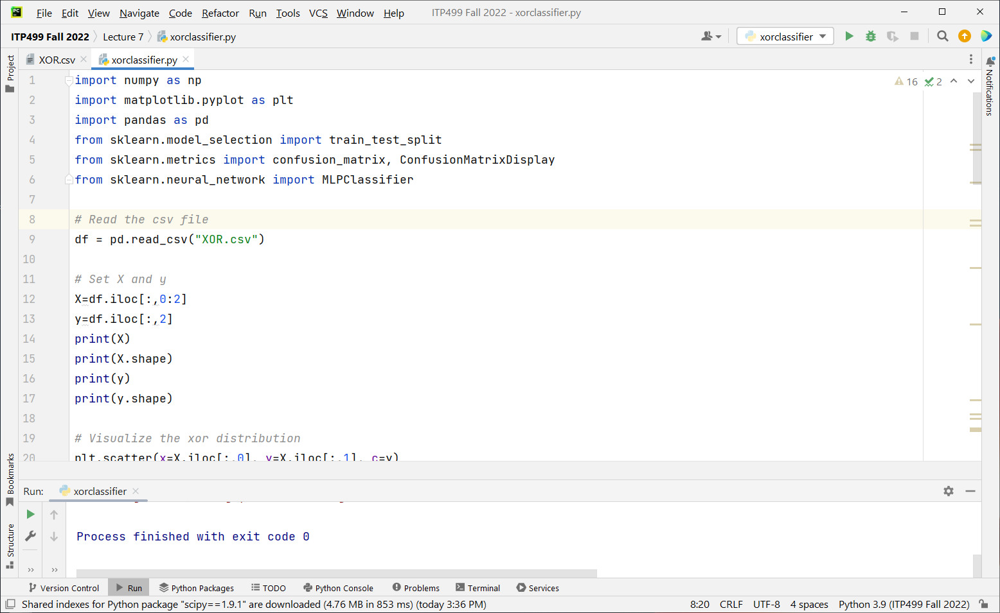 PC
File Edit View Navigate Code Refactor Run Tools VCS Window Help ITP499 Fall 2022 - xorclassifier.py
ITP499 Fall 2022 Lecture 7 xorclassifier.py xorclassifier
Project
XOR.csv xorclassifier.py
Notifications
16 2
1 import numpy as np
2 import matplotlib.pyplot as plt
3 import pandas as pd
4 from sklearn.model_selection import train_test_split
5 from sklearn.metrics import confusion_matrix, ConfusionMatrixDisplay
6 from sklearn.neural_network import MLPClassifier
7
8 # Read the csv file
9 df = pd.read_csv("XOR.csv")
10
11 # Set X and y
12 X=df.iloc[:,0:2]
13 y=df.iloc[:,2]
14 print(X)
15 print(X.shape)
16 print(y)
17 print(y.shape)
18
19 # Visualize the xor distribution
20 plt.scatter(x=X.iloc[:,0], y=X.iloc[:,1], c=y)
Bookmarks
Structure
Run: xorclassifier
Process finished with exit code 0
Version Control Run Python Packages TODO Python Console Problems Terminal Services
Shared indexes for Python package "scipy==1.9.1" are downloaded (4.76 MB in 853 ms) (today 3:36 PM) 8:20 CRLF UTF-8 4 spaces Python 3.9 (ITP499 Fall 2022)